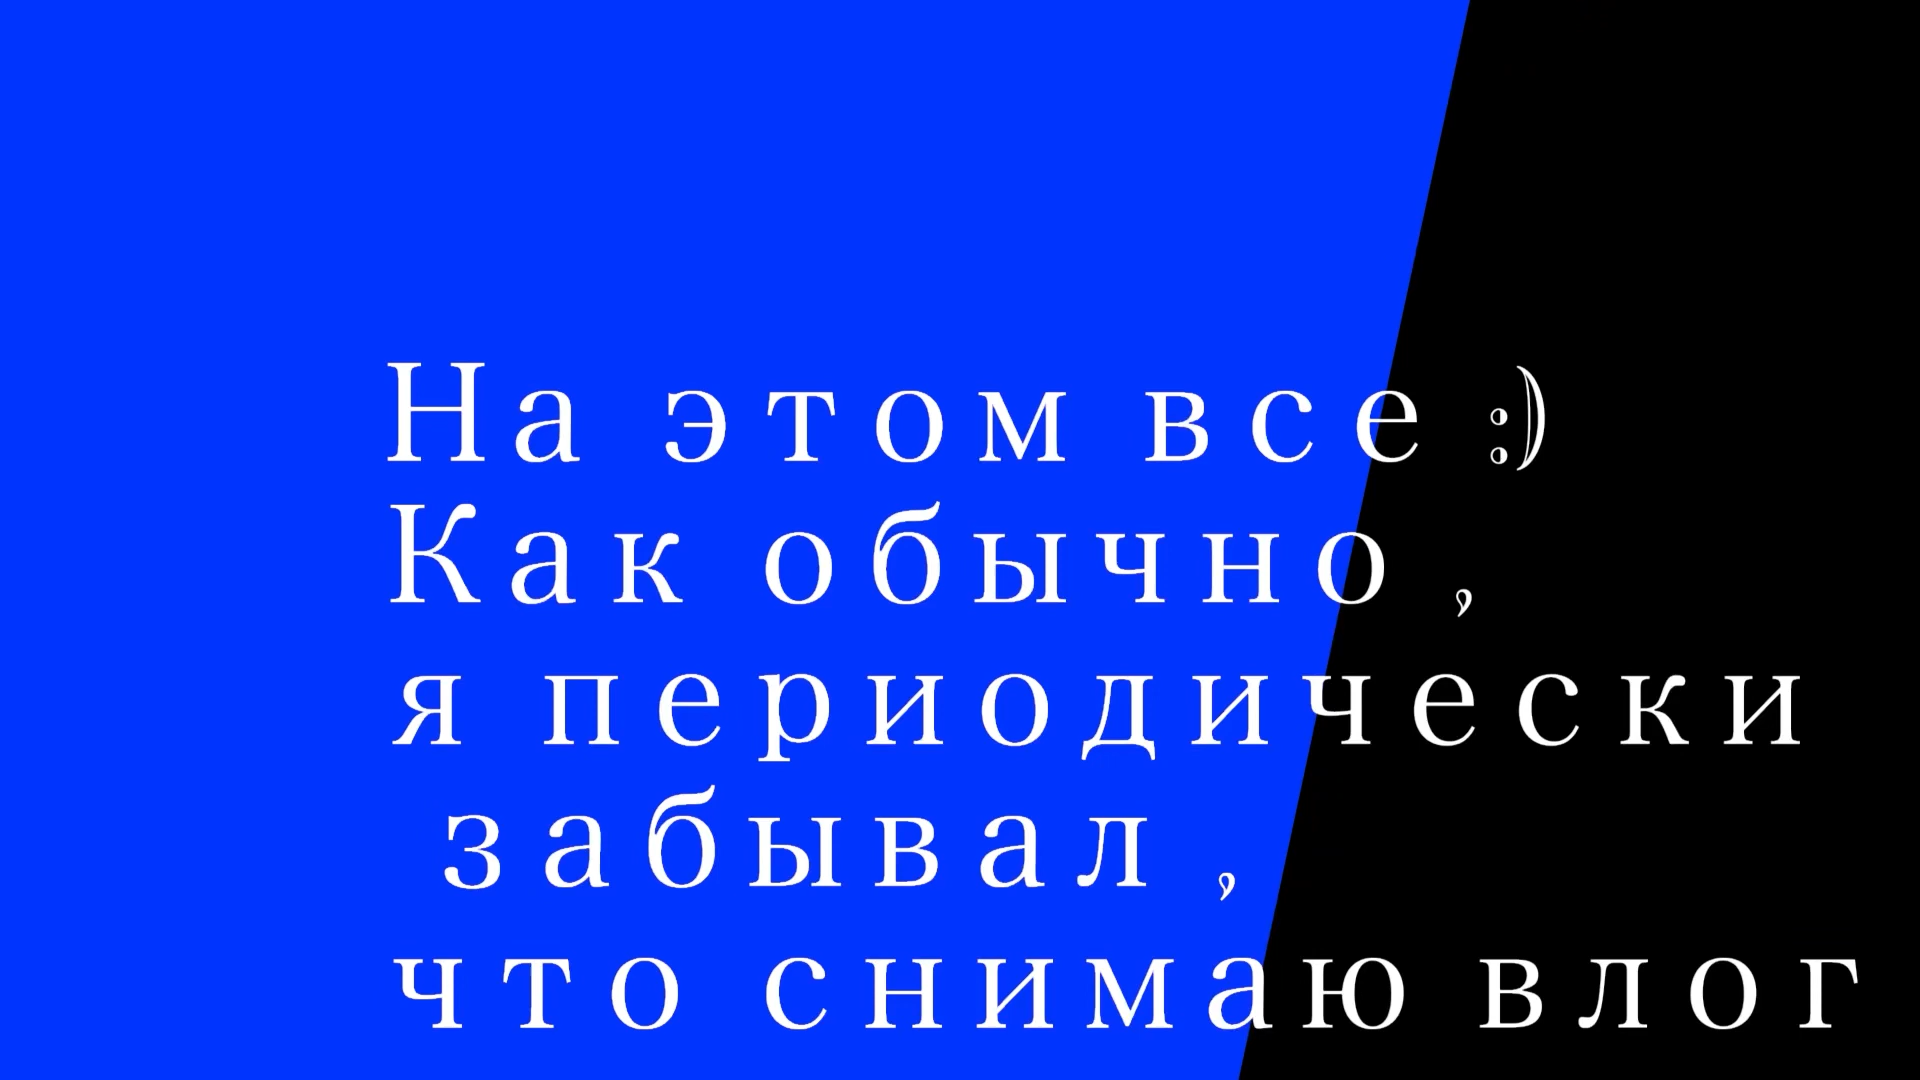 На этом все :)
Как обычно,
я периодически
забывал,
что снимаю влог